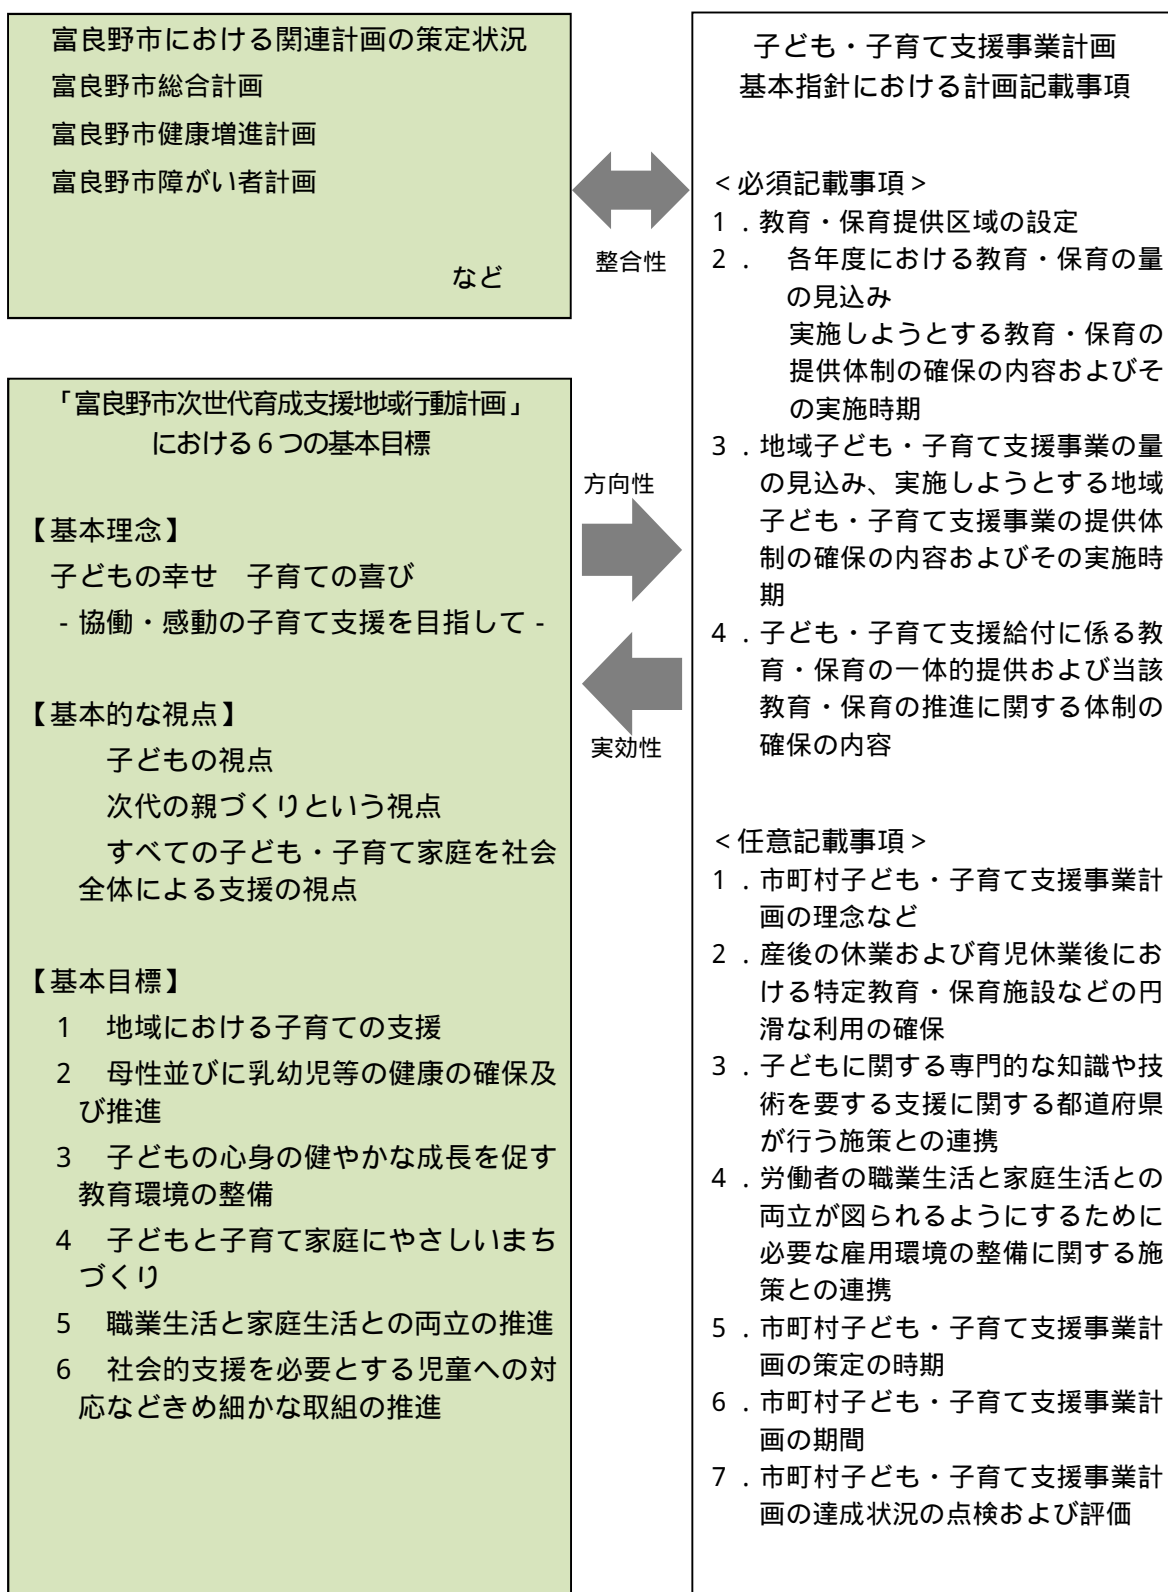 富良野市における関連計画の策定状況
富良野市総合計画
富良野市健康増進計画
富良野市障がい者計画
など
「富良野市次世代育成支援地域行動計画」
における6つの基本目標
【基本理念】
子どもの幸せ　子育ての喜び
- 協働・感動の子育て支援を目指して -
【基本的な視点】
子どもの視点
次代の親づくりという視点
すべての子ども・子育て家庭を社会
全体による支援の視点
【基本目標】
1　地域における子育ての支援
2　母性並びに乳幼児等の健康の確保及
び推進
3　子どもの心身の健やかな成長を促す
教育環境の整備
4　子どもと子育て家庭にやさしいまち
づくり
5　職業生活と家庭生活との両立の推進
6　社会的支援を必要とする児童への対
応などきめ細かな取組の推進
整合性
方向性
実効性
子ども・子育て支援事業計画
基本指針における計画記載事項
<必須記載事項>
1．教育・保育提供区域の設定
2．　各年度における教育・保育の量
の見込み
実施しようとする教育・保育の
提供体制の確保の内容およびそ
の実施時期
3．地域子ども・子育て支援事業の量
の見込み、実施しようとする地域
子ども・子育て支援事業の提供体
制の確保の内容およびその実施時
期
4．子ども・子育て支援給付に係る教
育・保育の一体的提供および当該
教育・保育の推進に関する体制の
確保の内容
<任意記載事項>
1．市町村子ども・子育て支援事業計
画の理念など
2．産後の休業および育児休業後にお
ける特定教育・保育施設などの円
滑な利用の確保
3．子どもに関する専門的な知識や技
術を要する支援に関する都道府県
が行う施策との連携
4．労働者の職業生活と家庭生活との
両立が図られるようにするために
必要な雇用環境の整備に関する施
策との連携
5．市町村子ども・子育て支援事業計
画の策定の時期
6．市町村子ども・子育て支援事業計
画の期間
7．市町村子ども・子育て支援事業計
画の達成状況の点検および評価